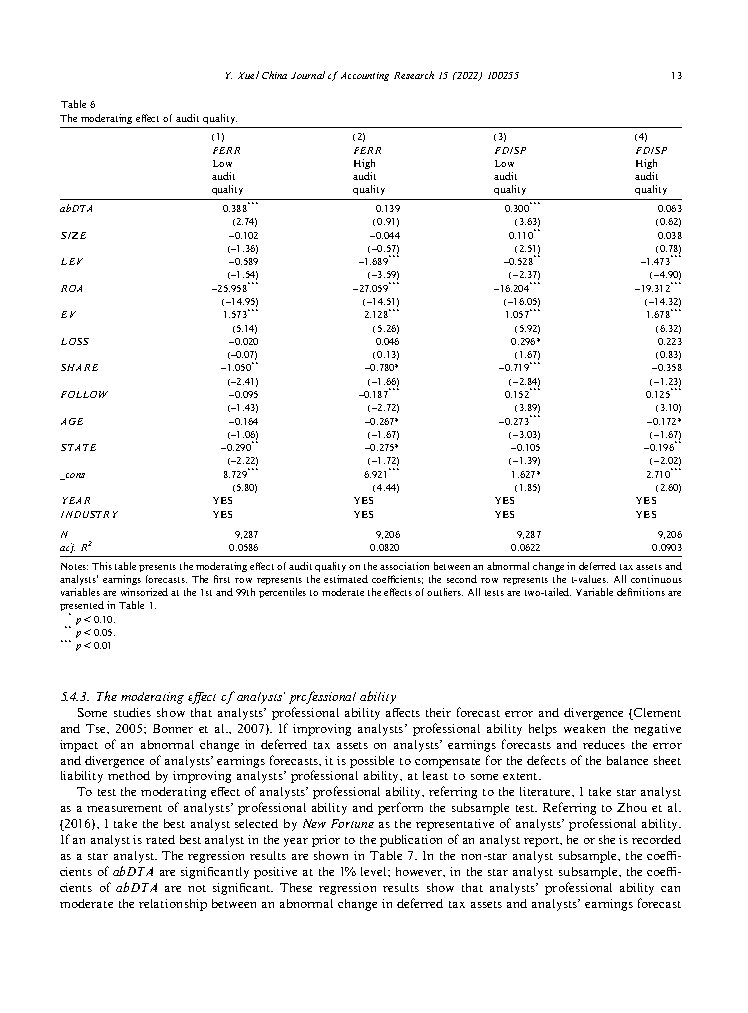 Y. Xue / China Journal of Accounting Research 15 (2022) 100255 13
Table 6
The moderating effect of audit quality.
(1) (2) (3) (4)
FERR FERR FDISP FDISP
Low High Low High
audit audit audit audit
quality quality quality quality
abDTA 0.388*** 0.139 0.300*** 0.063
(2.74) (0.91) (3.63) (0.62)
SIZE −0.102 −0.044 0.110** 0.038
(−1.36) (−0.57) (2.51) (0.78)
LEV −0.589 −1.689*** −0.528** −1.473***
(−1.54) (−3.59) (−2.37) (−4.90)
ROA −25.958*** −27.059*** −16.204*** −19.312***
(−14.95) (−14.51) (−16.05) (−14.32)
EV 1.573*** 2.128*** 1.057*** 1.678***
(5.14) (5.26) (5.92) (6.32)
LOSS −0.020 0.046 0.296* 0.223
(−0.07) (0.13) (1.67) (0.83)
SHARE −1.050** −0.780* −0.719*** −0.358
(−2.41) (−1.66) (−2.84) (−1.23)
FOLLOW −0.095 −0.187*** 0.152*** 0.125***
(−1.43) (−2.72) (3.89) (3.10)
AGE −0.164 −0.267* −0.273*** −0.172*
(−1.06) (−1.67) (−3.03) (−1.67)
STATE −0.290** −0.275* −0.105 −0.196**
(−2.22) (−1.72) (−1.39) (−2.02)
_cons 8.729*** 6.921*** 1.627* 2.710***
(5.80) (4.44) (1.85) (2.60)
YEAR YES YES YES YES
INDUSTRY YES YES YES YES
N 9,287 9,206 9,287 9,206
adj. R² 0.0586 0.0820 0.0622 0.0903
Notes: This table presents the moderating effect of audit quality on the association between an abnormal change in deferred tax assets and
analysts' earnings forecasts. The first row represents the estimated coefficients; the second row represents the t-values. All continuous
variables are winsorized at the 1st and 99th percentiles to moderate the effects of outliers. All tests are two-tailed. Variable definitions are
presented in Table 1.
* p < 0.10.
** p < 0.05.
*** p < 0.01
5.4.3. The moderating effect of analysts' professional ability
Some studies show that analysts' professional ability affects their forecast error and divergence (Clement
and Tse, 2005; Bonner et al., 2007). If improving analysts' professional ability helps weaken the negative
impact of an abnormal change in deferred tax assets on analysts' earnings forecasts and reduces the error
and divergence of analysts' earnings forecasts, it is possible to compensate for the defects of the balance sheet
liability method by improving analysts' professional ability, at least to some extent.
To test the moderating effect of analysts' professional ability, referring to the literature, I take star analyst
as a measurement of analysts' professional ability and perform the subsample test. Referring to Zhou et al.
(2016), I take the best analyst selected by New Fortune as the representative of analysts' professional ability.
If an analyst is rated best analyst in the year prior to the publication of an analyst report, he or she is recorded
as a star analyst. The regression results are shown in Table 7. In the non-star analyst subsample, the coeffi-
cients of abDTA are significantly positive at the 1% level; however, in the star analyst subsample, the coeffi-
cients of abDTA are not significant. These regression results show that analysts' professional ability can
moderate the relationship between an abnormal change in deferred tax assets and analysts' earnings forecast